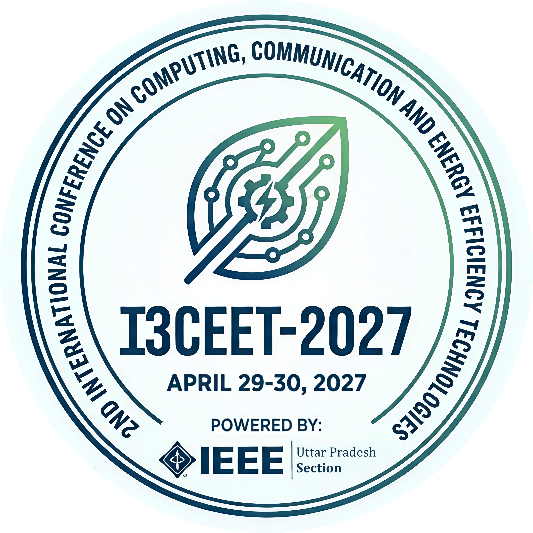 2ND INTERNATIONAL CONFERENCE ON COMPUTING, COMMUNICATION AND ENERGY EFFICIENCY TECHNOLOGIES
I3CEET-2027
APRIL 29-30, 2027
POWERED BY:
IEEE Uttar Pradesh
Section